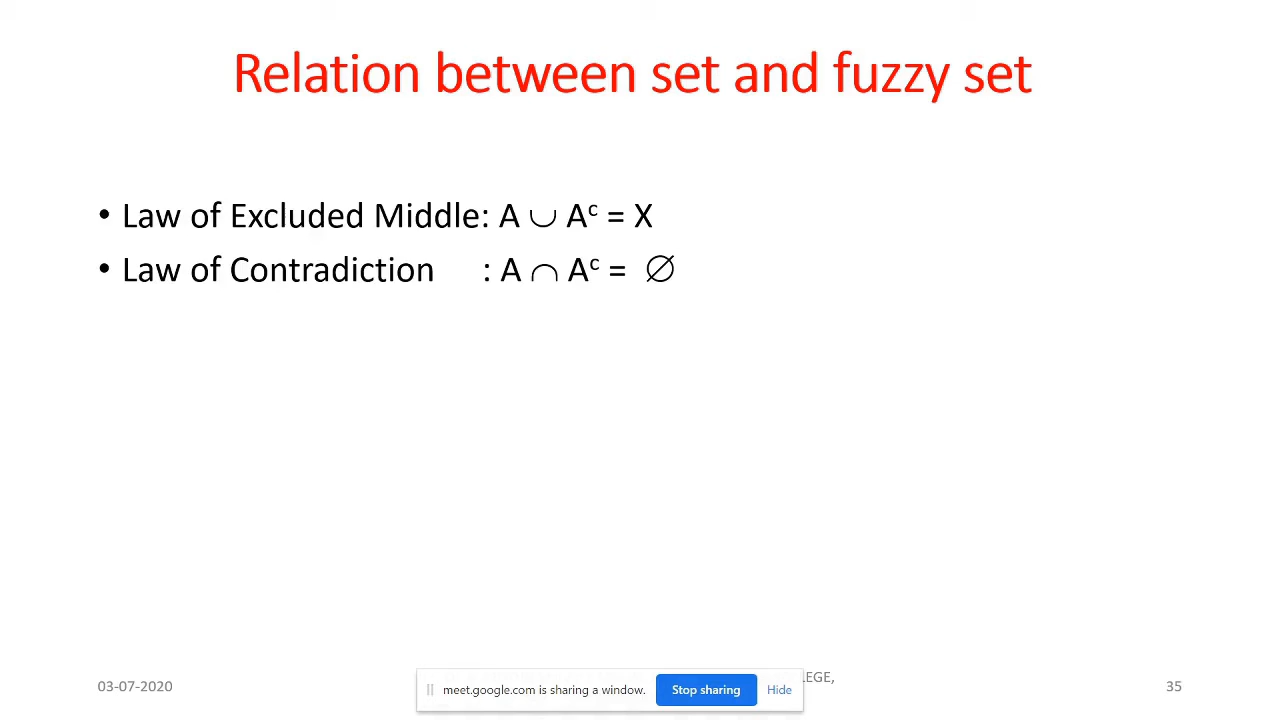 Relation between set and fuzzy set
• Law of Excluded Middle: A ∪ Aᶜ = X
• Law of Contradiction : A ∩ Aᶜ = ∅
03-07-2020
meet.google.com is sharing a window. Stop sharing Hide
35